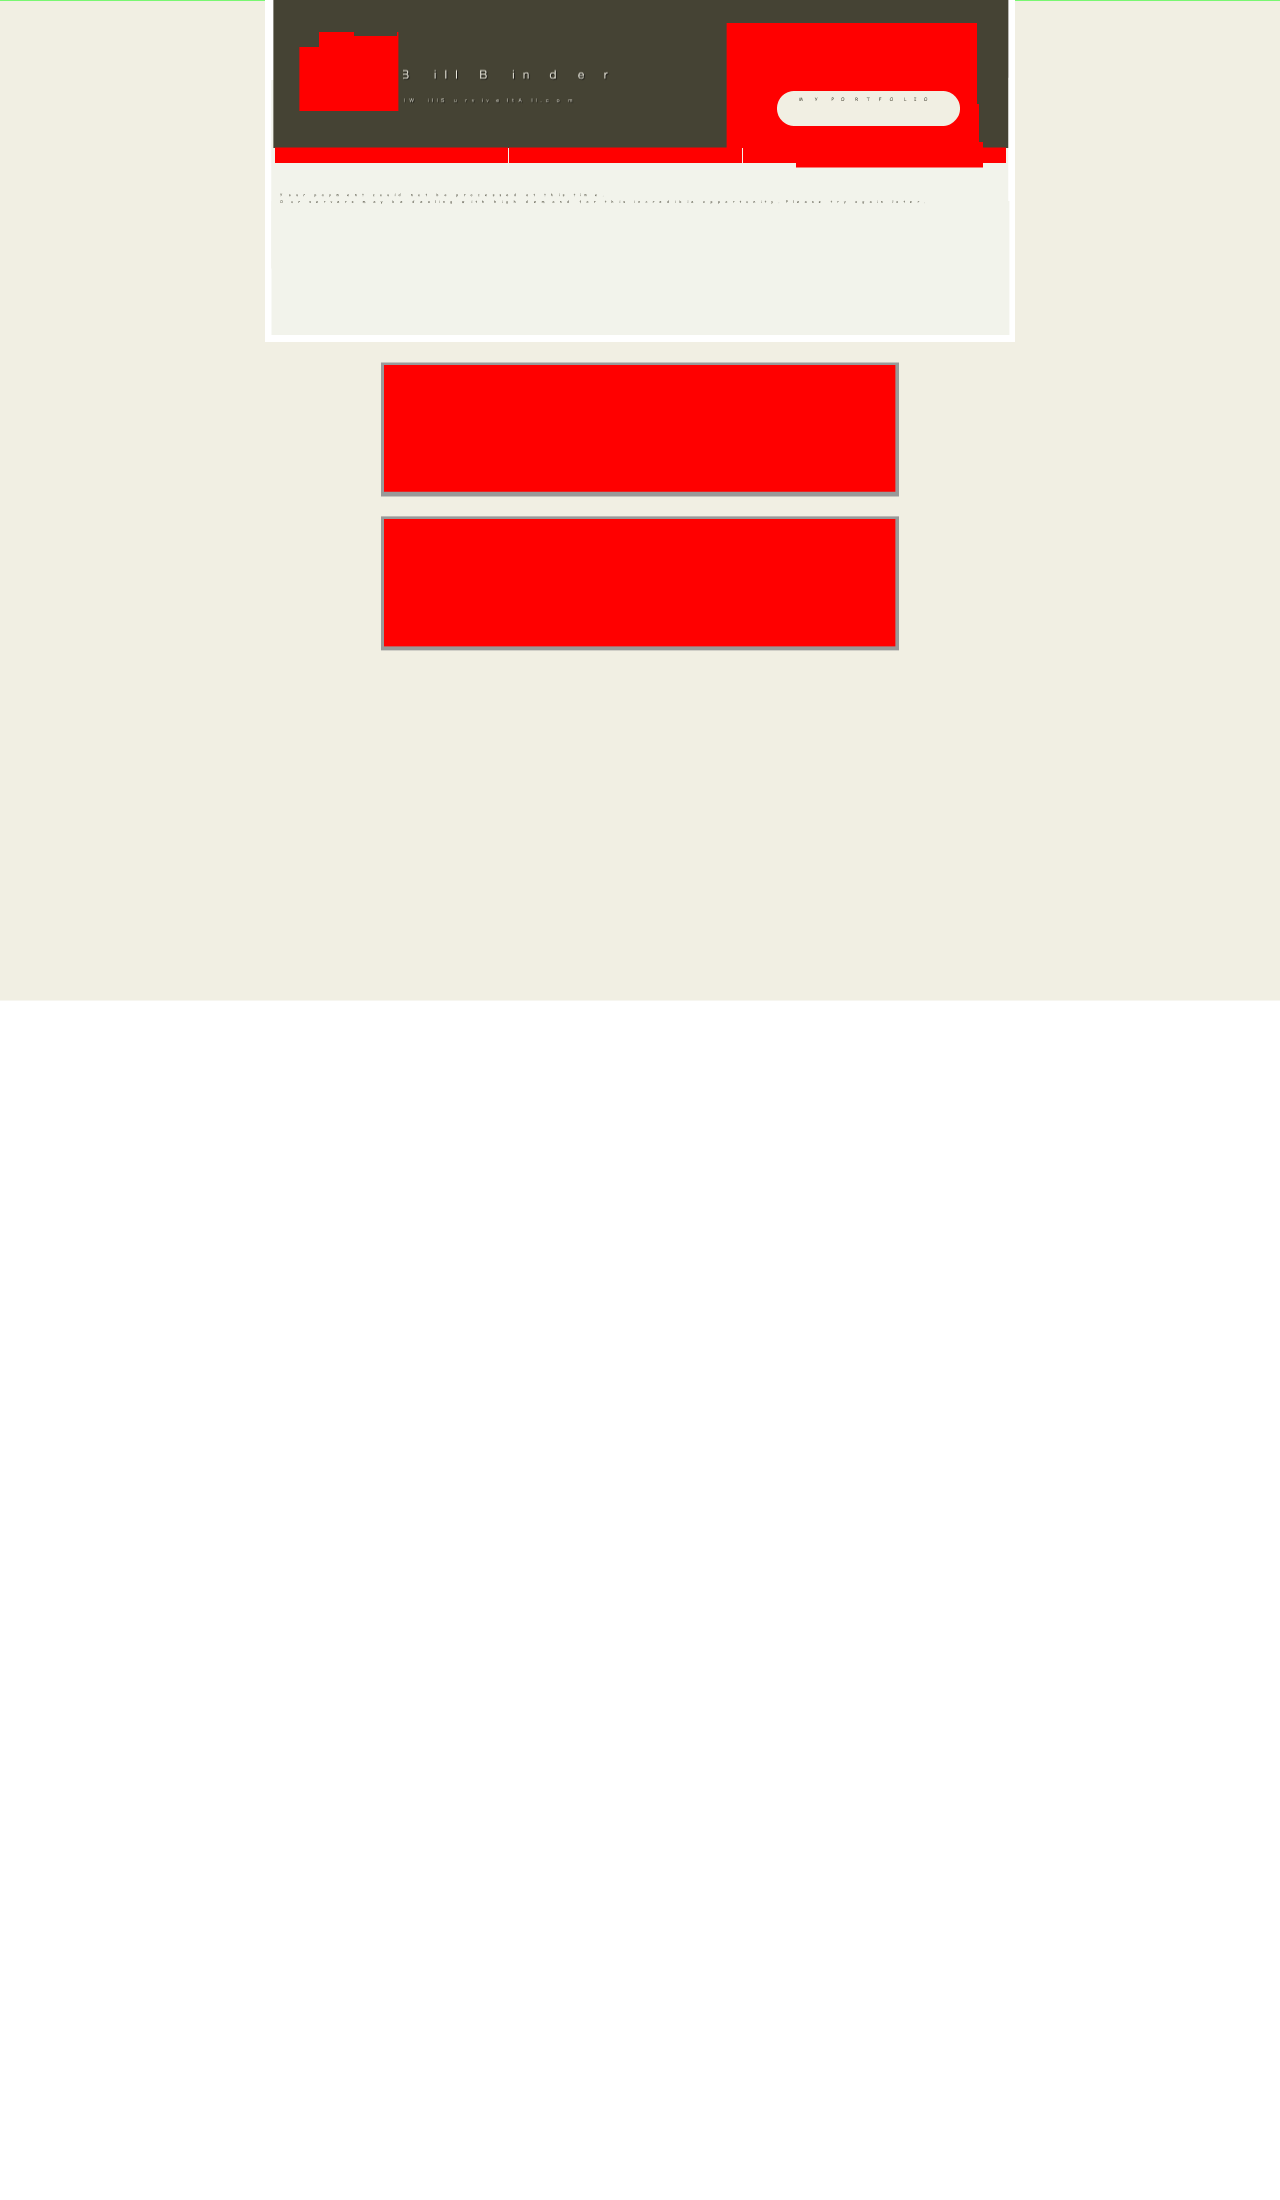 Bill Binder
IWillSurviveItAll.com
MY PORTFOLIO
Your payment could not be processed at this time.
Our servers may be dealing with high demand for this incredible opportunity. Please try again later.